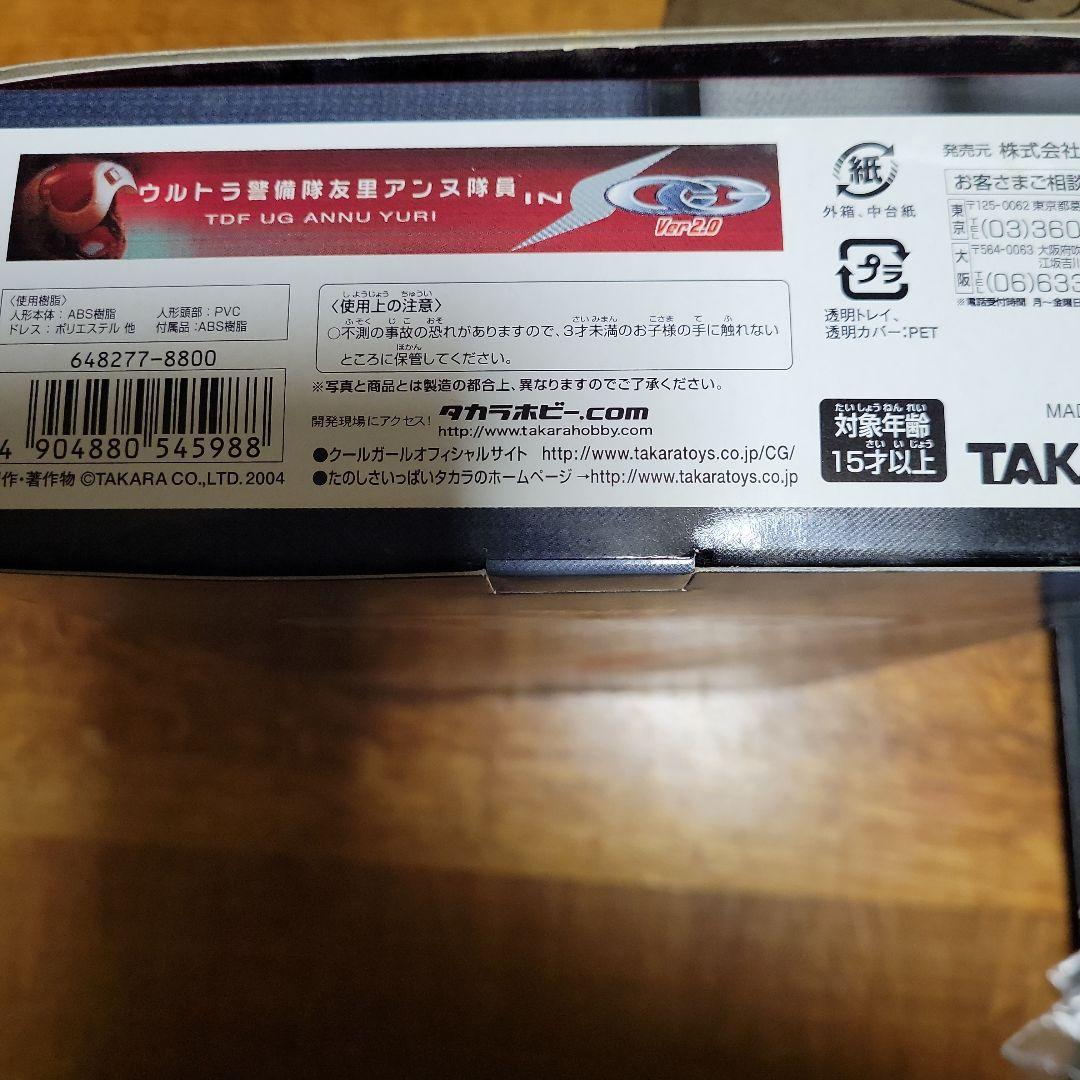 ウルトラ警備隊友里アンヌ隊員 IN CG
TDF UG ANNU YURI
Ver2.0
〈使用樹脂〉
人形本体:ABS樹脂 人形頭部:PVC
ドレス:ポリエステル 他 付属品:ABS樹脂
648277-8800
4 904880 545988
作・著作物 ©TAKARA CO.,LTD. 2004
しようじょう ちゅうい
〈使用上の注意〉
ふそく じこ おそ さいみまん こさま て ふ
○不測の事故の恐れがありますので、3才未満のお子様の手に触れない
ほかん
ところに保管してください。
※写真と商品とは製造の都合上、異なりますのでご了承ください。
開発現場にアクセス! タカラホビー.com
http://www.takarahobby.com
●クールガールオフィシャルサイト http://www.takaratoys.co.jp/CG/
●たのしさいっぱいタカラのホームページ →http://www.takaratoys.co.jp
紙
外箱、中台紙
プラ
透明トレイ、
透明カバー:PET
たいしょうねんれい
対象年齢
さいいじょう
15才以上
発売元 株式会社
お客さまご相談
東京 〒125-0062 東京都葛
TEL(03)360
大阪 〒564-0063 大阪府吹
江坂吉川
TEL(06)633
※電話受付時間 月〜金曜日
MAD
TAK